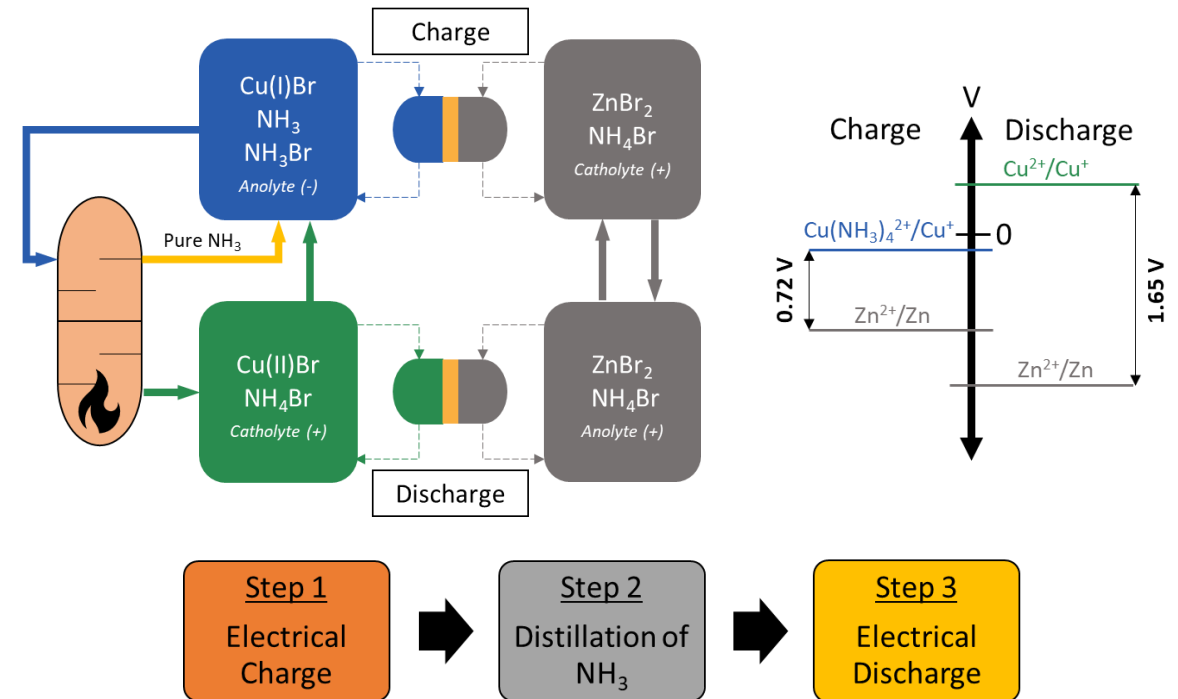 Charge
Cu(I)Br
NH₃
NH₃Br
Anolyte (-)
ZnBr₂
NH₄Br
Catholyte (+)
Pure NH₃
Cu(II)Br
NH₄Br
Catholyte (+)
ZnBr₂
NH₄Br
Anolyte (+)
Discharge
V
Charge
Discharge
Cu²⁺/Cu⁺
Cu(NH₃)₄²⁺/Cu⁺
0
0.72 V
1.65 V
Zn²⁺/Zn
Zn²⁺/Zn
Step 1
Electrical
Charge
Step 2
Distillation of
NH₃
Step 3
Electrical
Discharge